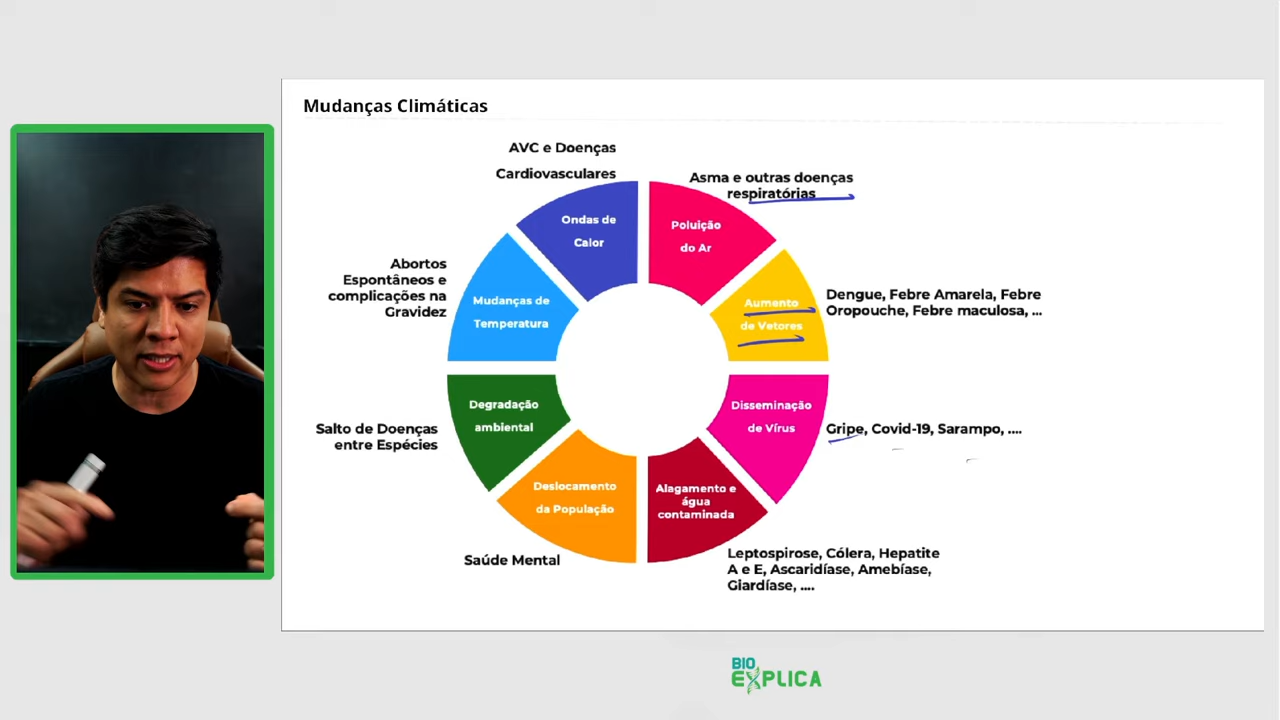 Mudanças Climáticas
AVC e Doenças
Cardiovasculares
Asma e outras doenças
respiratórias
Ondas de
Calor
Poluição
do Ar
Abortos
Espontâneos e
complicações na
Gravidez
Mudanças de
Temperatura
Aumento
de Vetores
Dengue, Febre Amarela, Febre
Oropouche, Febre maculosa, ...
Degradação
ambiental
Salto de Doenças
entre Espécies
Disseminação
de Vírus
Gripe, Covid-19, Sarampo, ....
Deslocamento
da População
Alagamento e
água
contaminada
Saúde Mental
Leptospirose, Cólera, Hepatite
A e E, Ascaridíase, Amebíase,
Giardíase, ....
BIO
EXPLICA